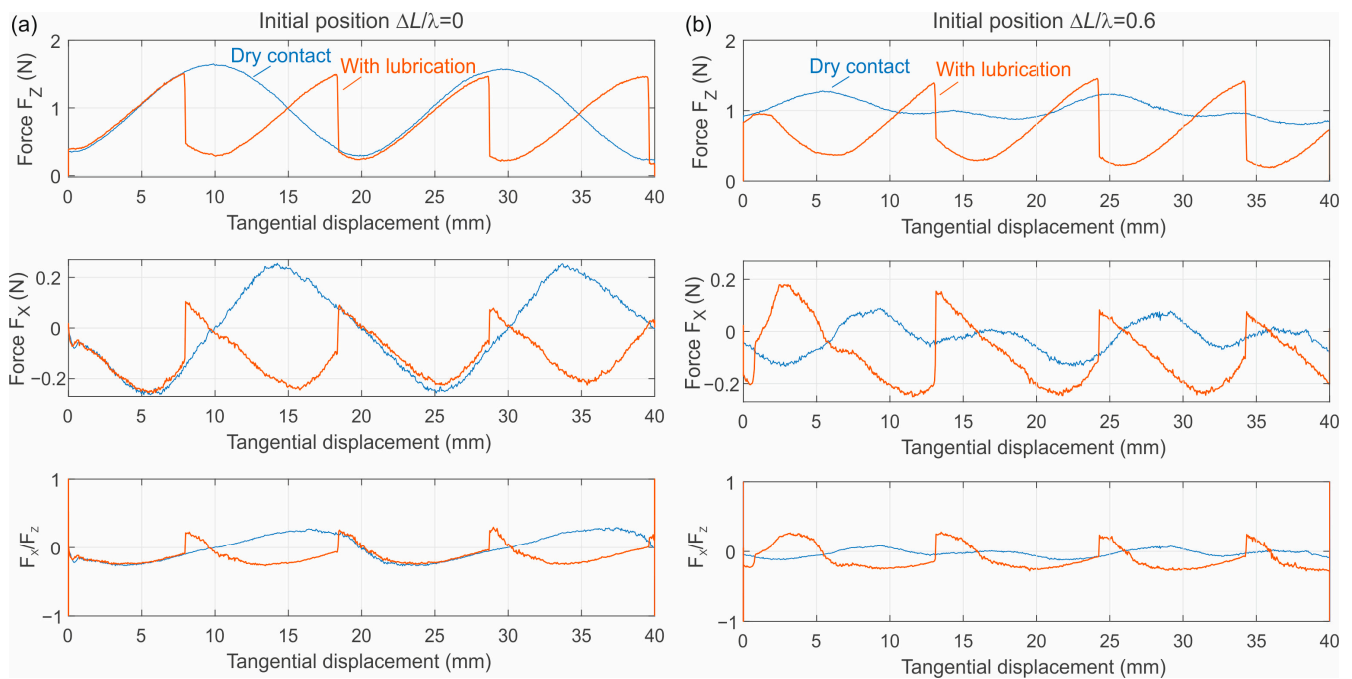 (a)
Initial position ΔL/λ=0
Dry contact
With lubrication
Force F_Z (N)
2
1
0
0 5 10 15 20 25 30 35 40
Tangential displacement (mm)
Force F_X (N)
0.2
0
−0.2
0 5 10 15 20 25 30 35 40
Tangential displacement (mm)
F_x/F_z
1
0
−1
0 5 10 15 20 25 30 35 40
Tangential displacement (mm)
(b)
Initial position ΔL/λ=0.6
Dry contact
With lubrication
Force F_Z (N)
2
1
0
0 5 10 15 20 25 30 35 40
Tangential displacement (mm)
Force F_X (N)
0.2
0
−0.2
0 5 10 15 20 25 30 35 40
Tangential displacement (mm)
F_x/F_z
1
0
−1
0 5 10 15 20 25 30 35 40
Tangential displacement (mm)